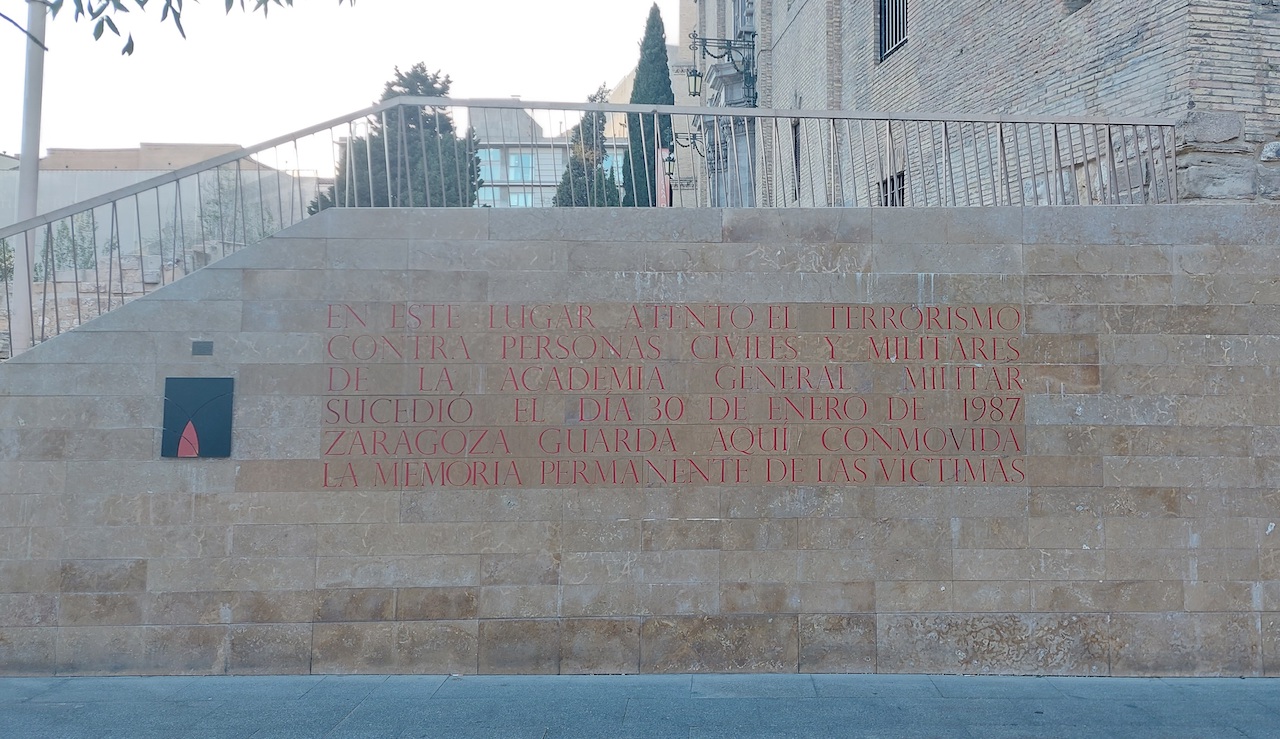 EN ESTE LUGAR ATENTO EL TERRORISMO
CONTRA PERSONAS CIVILES Y MILITARES
DE LA ACADEMIA GENERAL MILITAR
SUCEDIÓ EL DÍA 30 DE ENERO DE 1987
ZARAGOZA GUARDA AQUÍ CONMOVIDA
LA MEMORIA PERMANENTE DE LAS VICTIMAS